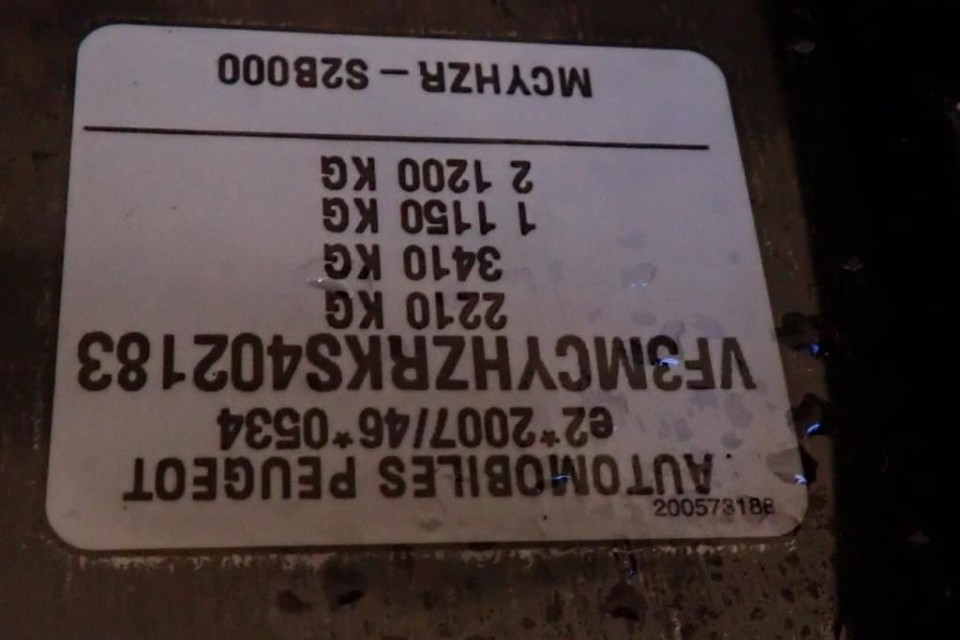 200573188
AUTOMOBILES PEUGEOT
e2*2007/46*0534
VF3MCYHZRKS402183
2210 KG
3410 KG
1 1150 KG
2 1200 KG
MCYHZR – S2B000